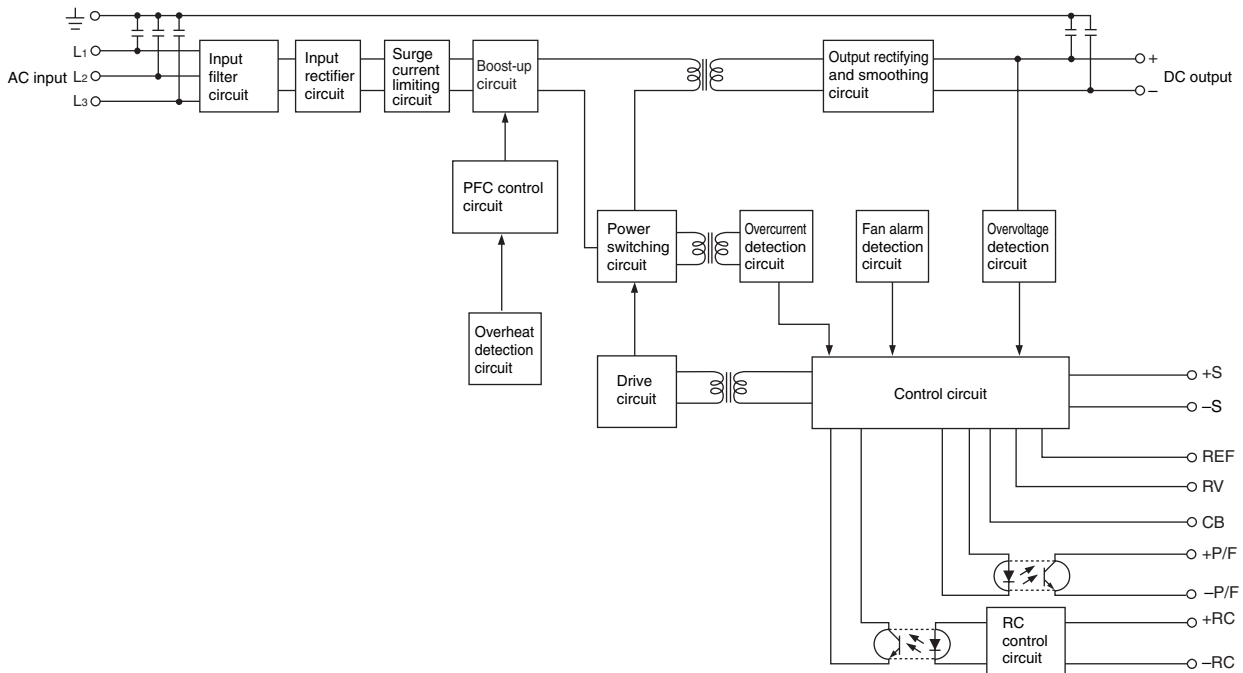 L1
AC input
L2
L3
Input
filter
circuit
Input
rectifier
circuit
Surge
current
limiting
circuit
Boost-up
circuit
Output rectifying
and smoothing
circuit
+
–
DC output
PFC control
circuit
Power
switching
circuit
Overcurrent
detection
circuit
Fan alarm
detection
circuit
Overvoltage
detection
circuit
Overheat
detection
circuit
Drive
circuit
Control circuit
+S
–S
REF
RV
CB
+P/F
–P/F
+RC
–RC
RC
control
circuit